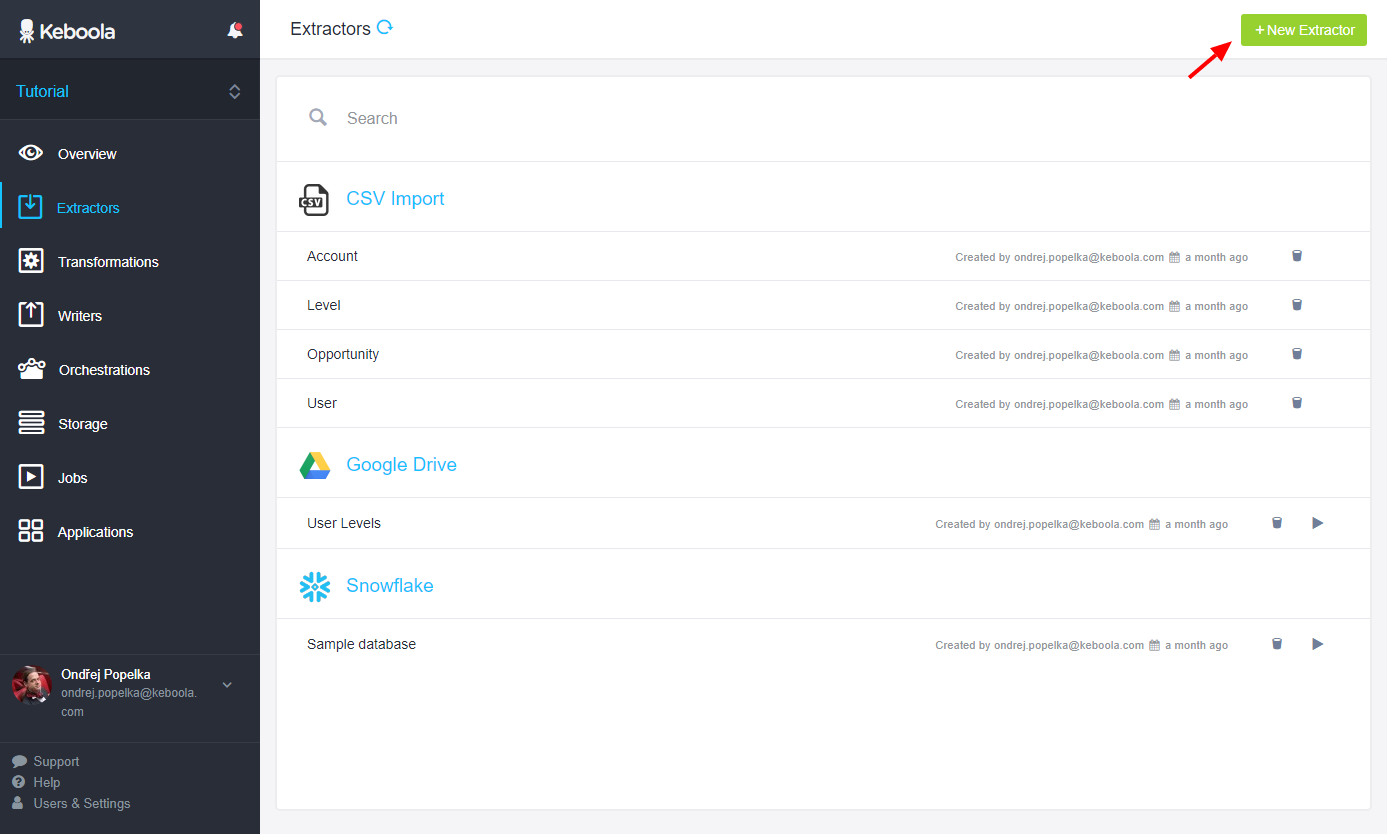 Keboola
Extractors
+ New Extractor
Tutorial
Overview
Extractors
Transformations
Writers
Orchestrations
Storage
Jobs
Applications
Ondřej Popelka
ondrej.popelka@keboola.
com
Support
Help
Users & Settings
Search
CSV
CSV Import
Account Created by ondrej.popelka@keboola.com a month ago
Level Created by ondrej.popelka@keboola.com a month ago
Opportunity Created by ondrej.popelka@keboola.com a month ago
User Created by ondrej.popelka@keboola.com a month ago
Google Drive
User Levels Created by ondrej.popelka@keboola.com a month ago
Snowflake
Sample database Created by ondrej.popelka@keboola.com a month ago